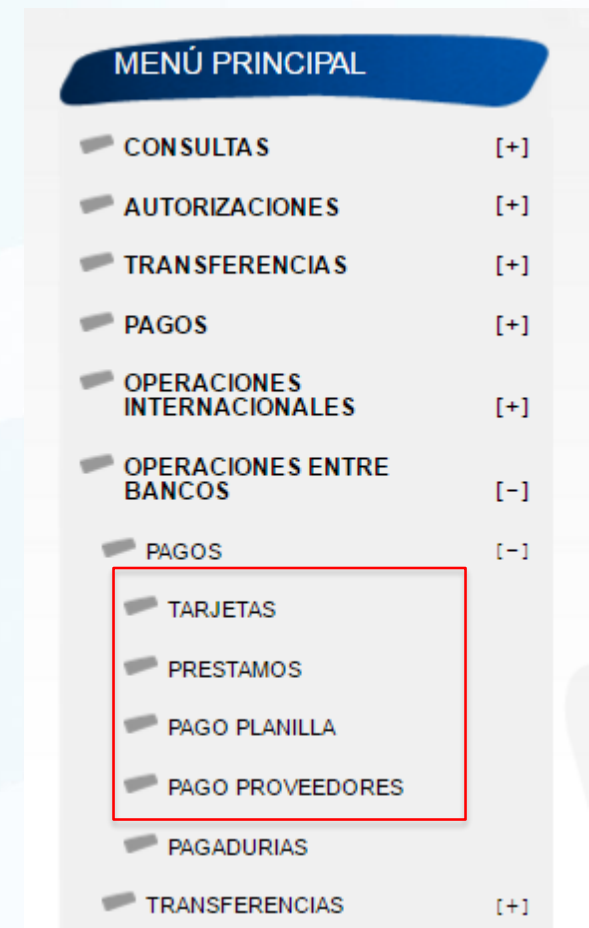 MENÚ PRINCIPAL
CONSULTAS [+]
AUTORIZACIONES [+]
TRANSFERENCIAS [+]
PAGOS [+]
OPERACIONES
INTERNACIONALES [+]
OPERACIONES ENTRE
BANCOS [-]
PAGOS [-]
TARJETAS
PRESTAMOS
PAGO PLANILLA
PAGO PROVEEDORES
PAGADURIAS
TRANSFERENCIAS [+]